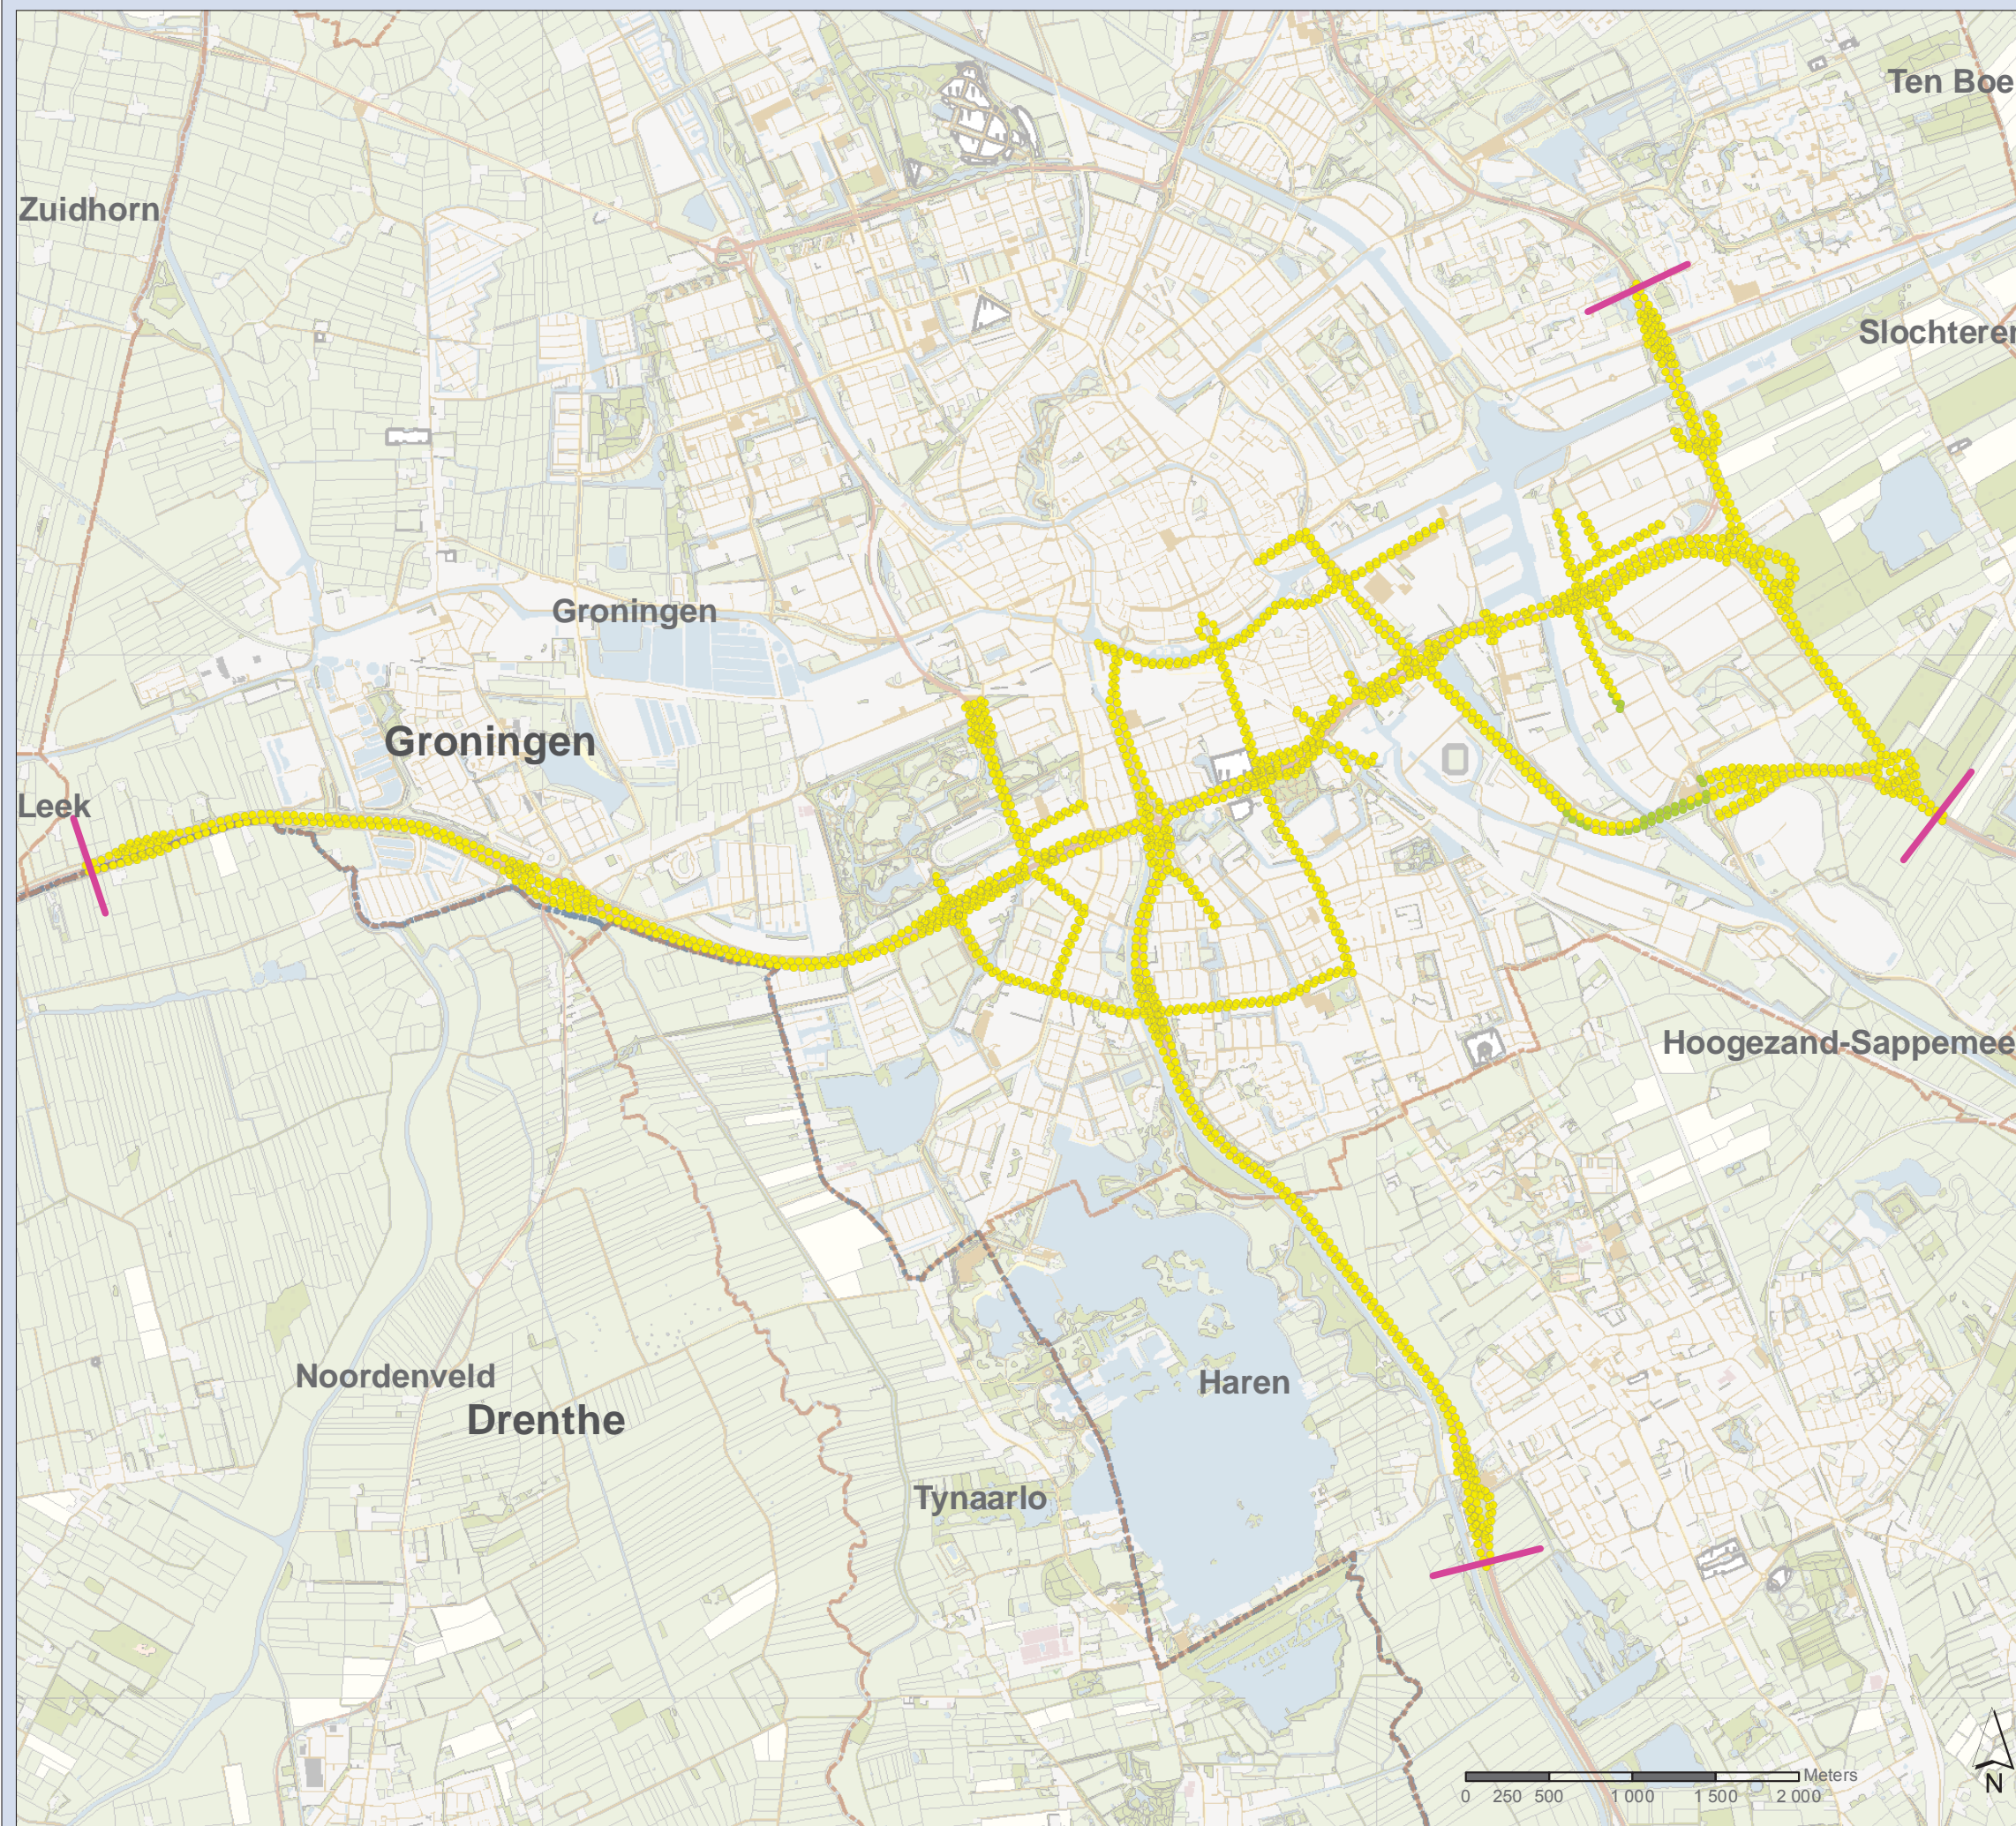 Ten Boe
Zuidhorn
Slochteren
Groningen
Groningen
Leek
Hoogezand-Sappemee
Noordenveld
Haren
Drenthe
Tynaarlo
Meters
0 250 500 1 000 1 500 2 000
N